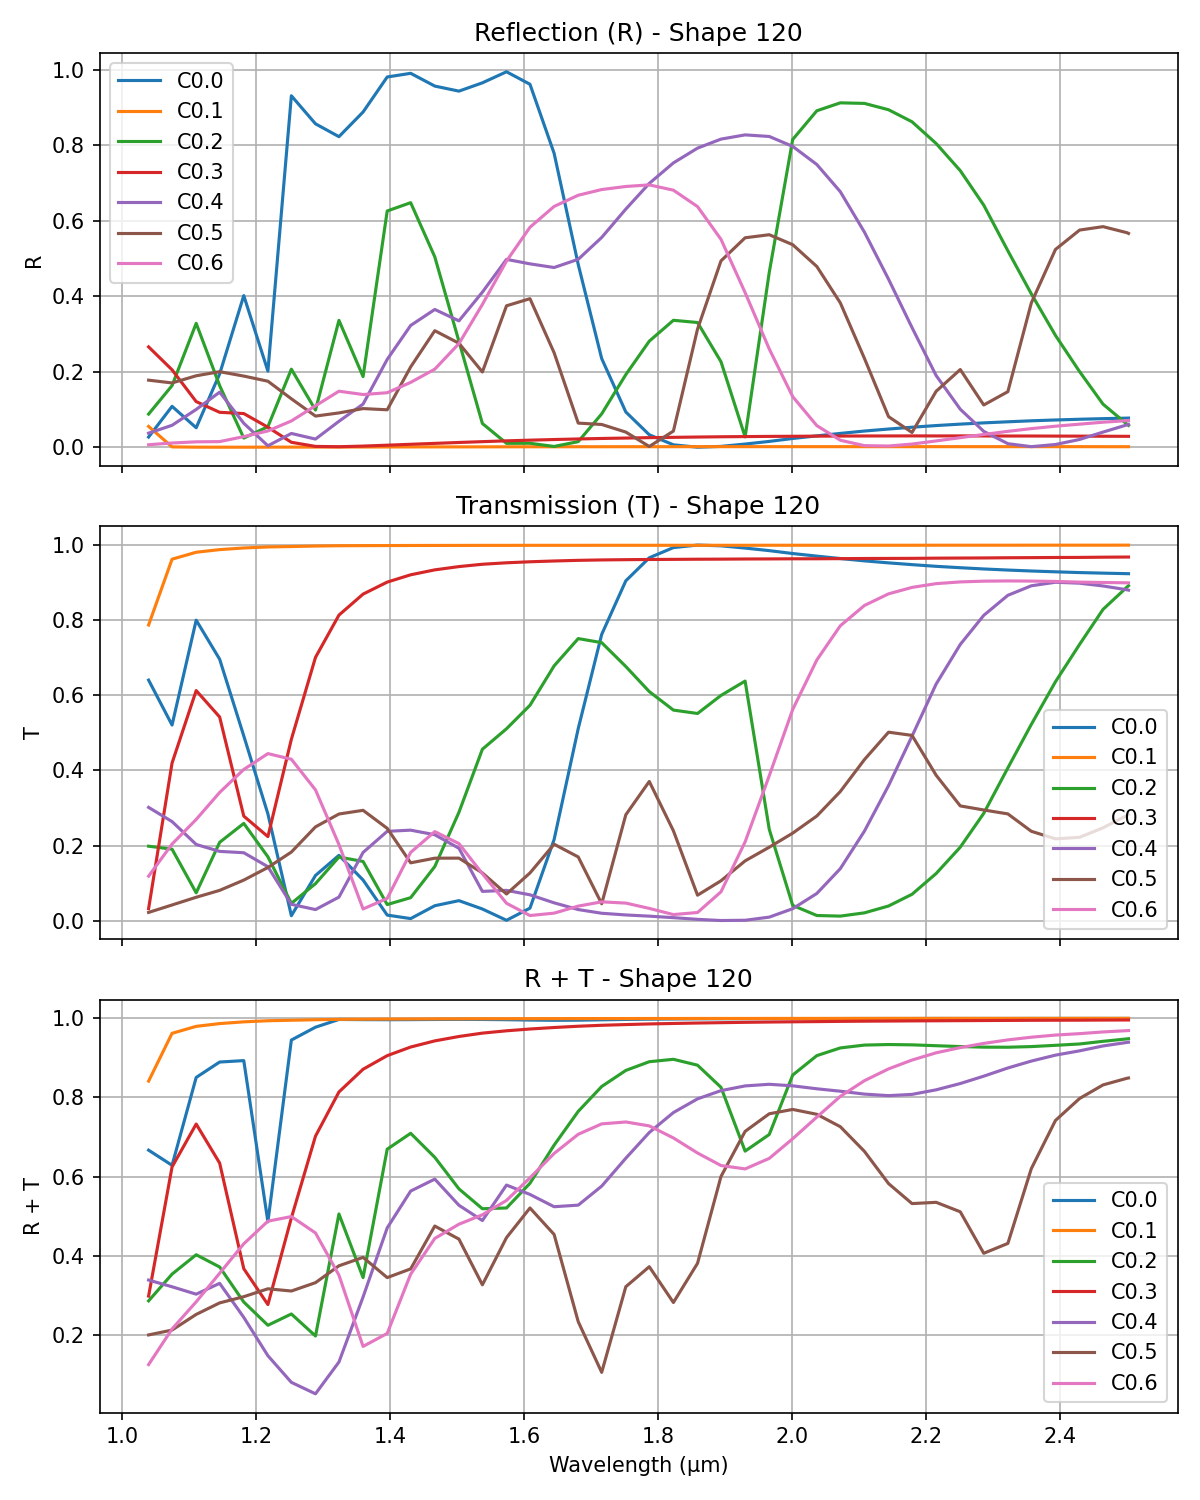 Reflection (R) - Shape 120
1.0
0.8
0.6
0.4
0.2
0.0
R
C0.0
C0.1
C0.2
C0.3
C0.4
C0.5
C0.6
Transmission (T) - Shape 120
1.0
0.8
0.6
0.4
0.2
0.0
T
C0.0
C0.1
C0.2
C0.3
C0.4
C0.5
C0.6
R + T - Shape 120
1.0
0.8
0.6
0.4
0.2
R + T
C0.0
C0.1
C0.2
C0.3
C0.4
C0.5
C0.6
1.0 1.2 1.4 1.6 1.8 2.0 2.2 2.4
Wavelength (μm)